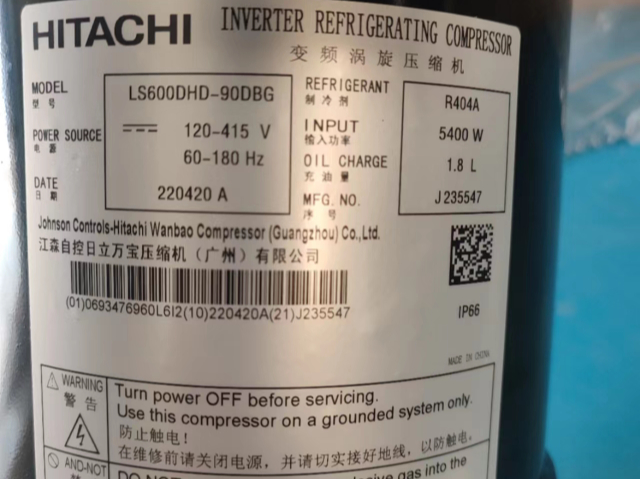 HITACHI INVERTER REFRIGERATING COMPRESSOR
变频涡旋压缩机
MODEL LS600DHD-90DBG
型号
POWER SOURCE 120-415 V
电源 60-180 Hz
DATE 220420 A
日期
REFRIGERANT R404A
制冷剂
INPUT 5400 W
输入功率
OIL CHARGE 1.8 L
充油量
MFG. NO. J235547
序号
Johnson Controls-Hitachi Wanbao Compressor (Guangzhou) Co., Ltd.
江森自控日立万宝压缩机（广州）有限公司
(01)0693476960L6I2(10)220420A(21)J235547
IP66
MADE IN CHINA
WARNING
警告
Turn power OFF before servicing.
Use this compressor on a grounded system only.
防止触电！
在维修前请关闭电源，并请切实接好地线，以防触电。
AND-NOT
gas into the